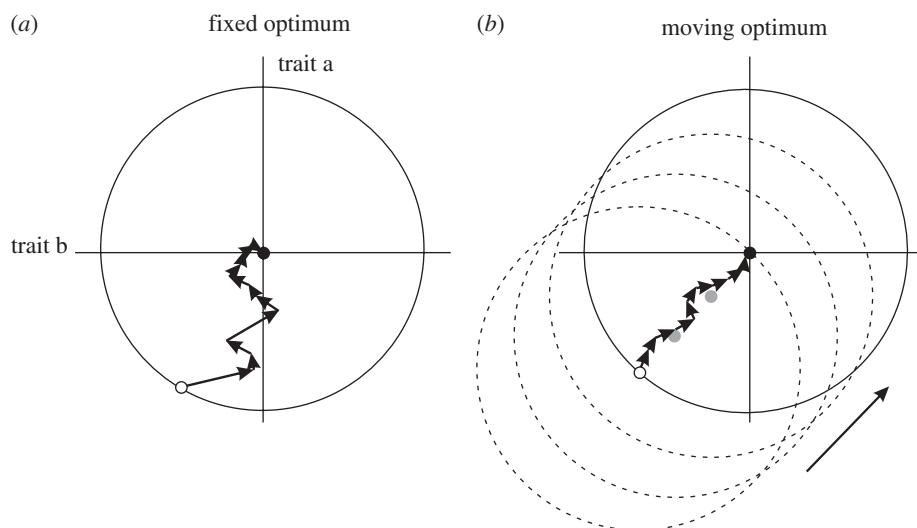 (a)
fixed optimum
trait a
trait b
(b)
moving optimum